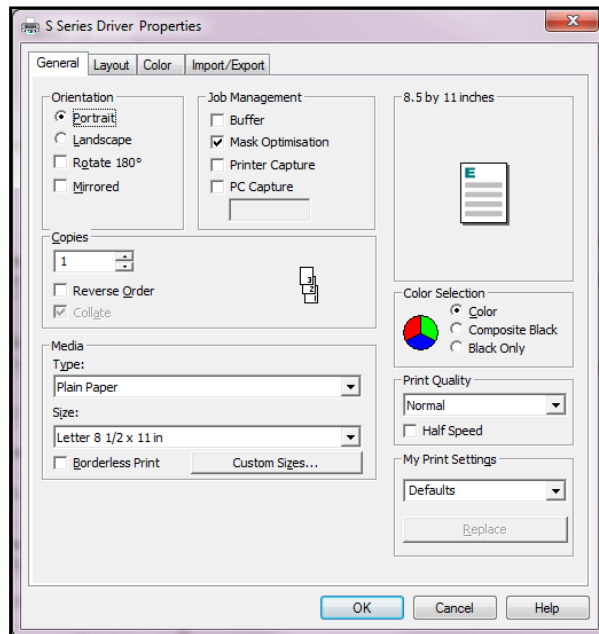 S Series Driver Properties
General
Layout
Color
Import/Export
Orientation
Portrait
Landscape
Rotate 180°
Mirrored
Job Management
Buffer
Mask Optimisation
Printer Capture
PC Capture
8.5 by 11 inches
E
Copies
1
Reverse Order
Collate
3
2
1
Color Selection
Color
Composite Black
Black Only
Media
Type:
Plain Paper
Size:
Letter 8 1/2 x 11 in
Borderless Print
Custom Sizes...
Print Quality
Normal
Half Speed
My Print Settings
Defaults
Replace
OK
Cancel
Help